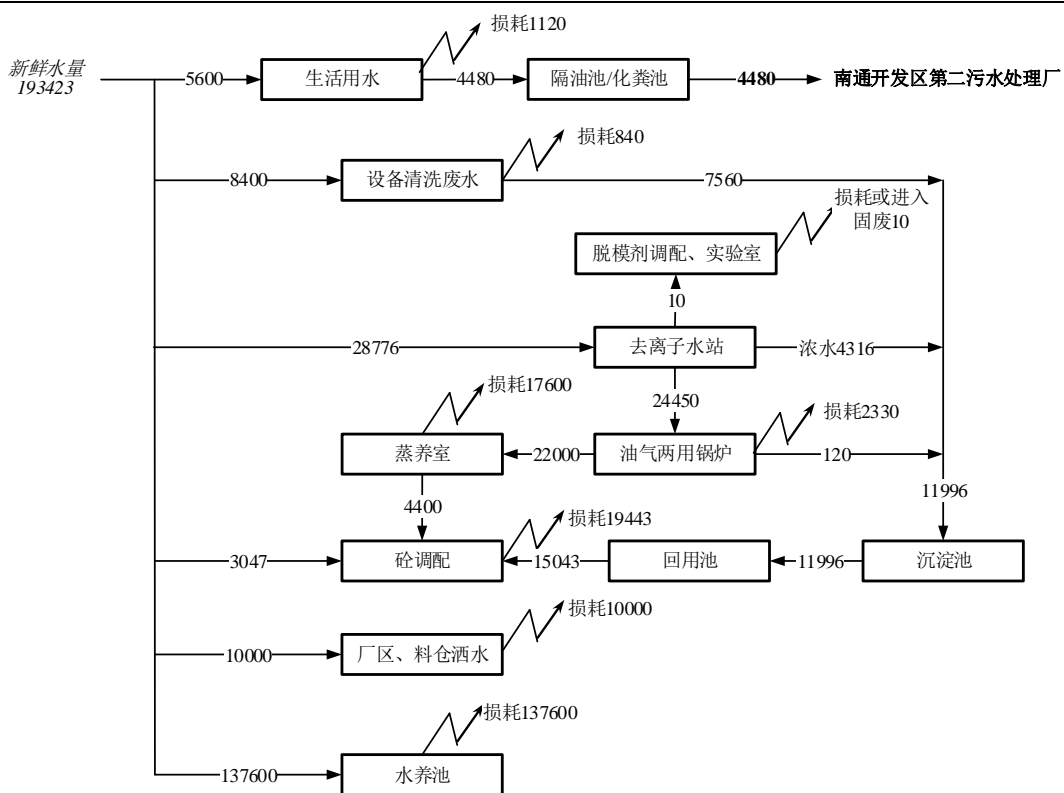 损耗1120
新鲜水量
193423
5600
生活用水
4480
隔油池/化粪池
4480
南通开发区第二污水处理厂
损耗840
8400
设备清洗废水
7560
损耗或进入
固废10
脱模剂调配、实验室
10
28776
去离子水站
浓水4316
损耗17600
24450
损耗2330
蒸养室
22000
油气两用锅炉
120
4400
11996
损耗19443
3047
砼调配
15043
回用池
11996
沉淀池
损耗10000
10000
厂区、料仓洒水
损耗137600
137600
水养池